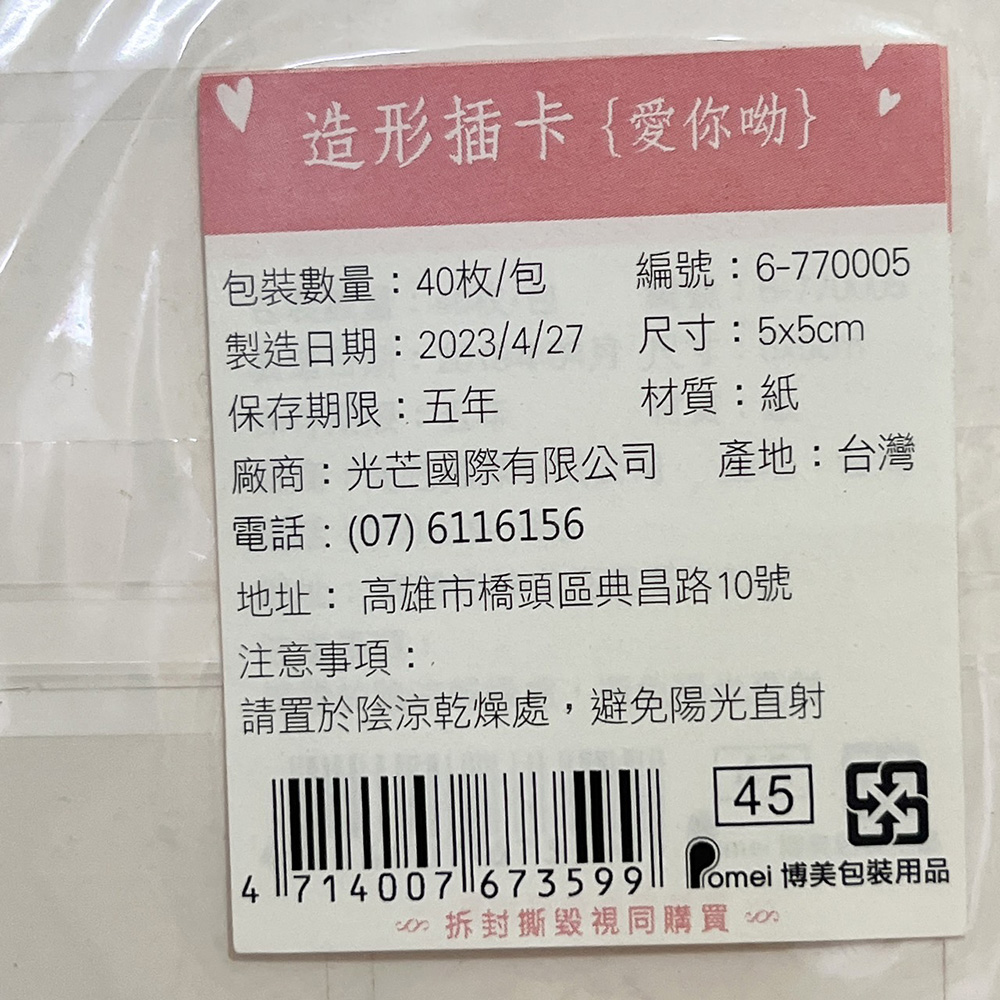 造形插卡{愛你呦}
包裝數量：40枚/包 編號：6-770005
製造日期：2023/4/27 尺寸：5x5cm
保存期限：五年 材質：紙
廠商：光芒國際有限公司 產地：台灣
電話：(07) 6116156
地址：高雄市橋頭區典昌路10號
注意事項：
請置於陰涼乾燥處，避免陽光直射
45
4 714007 673599
Pomei 博美包裝用品
拆封撕毀視同購買